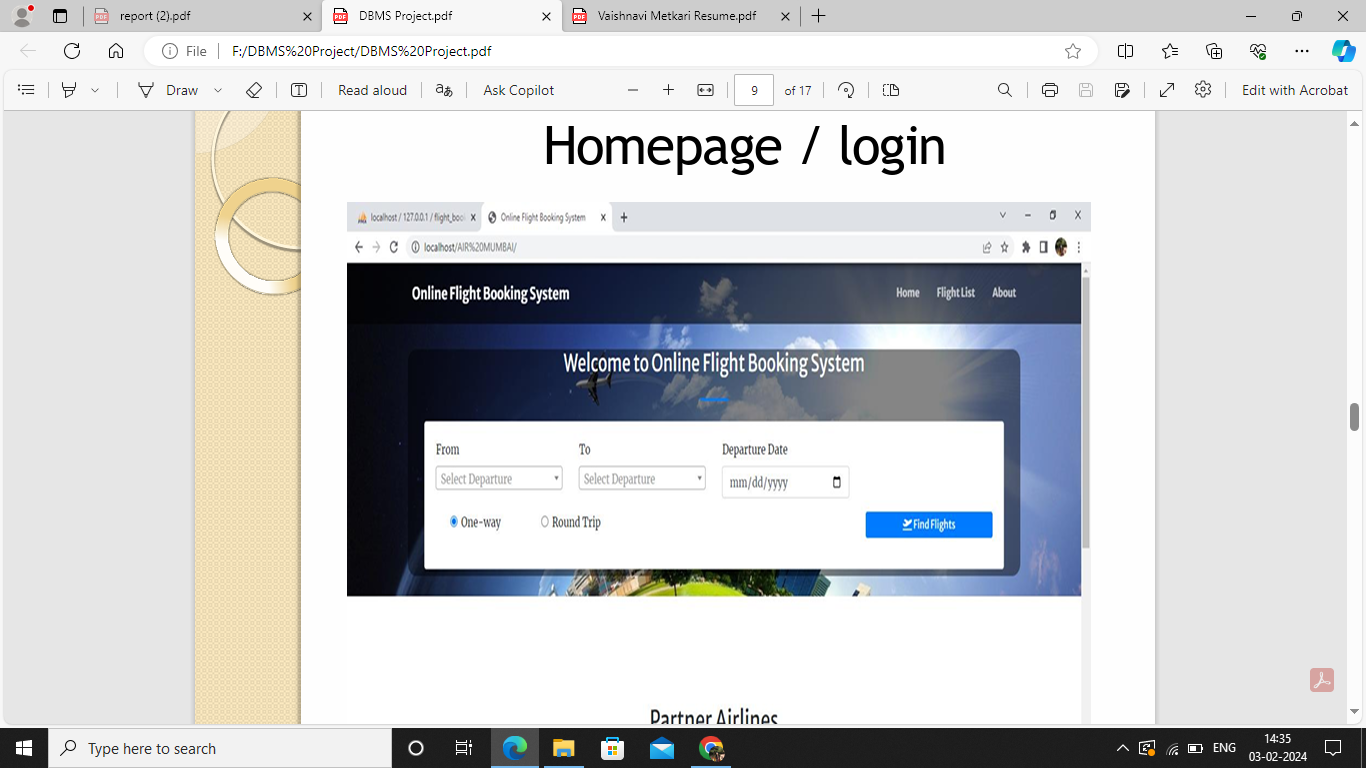 report (2).pdf
DBMS Project.pdf
Vaishnavi Metkari Resume.pdf
File
F:/DBMS%20Project/DBMS%20Project.pdf
Draw
Read aloud
aあ
Ask Copilot
9
of 17
Edit with Acrobat
Homepage / login
localhost / 127.0.0.1 / flight_boo
Online Flight Booking System
localhost/AIR%20MUMBAI/
Online Flight Booking System
Home
Flight List
About
Welcome to Online Flight Booking System
From
To
Departure Date
Select Departure
Select Departure
mm/dd/yyyy
One-way
Round Trip
Find Flights
Partner Airlines
Type here to search
ENG
14:35
03-02-2024